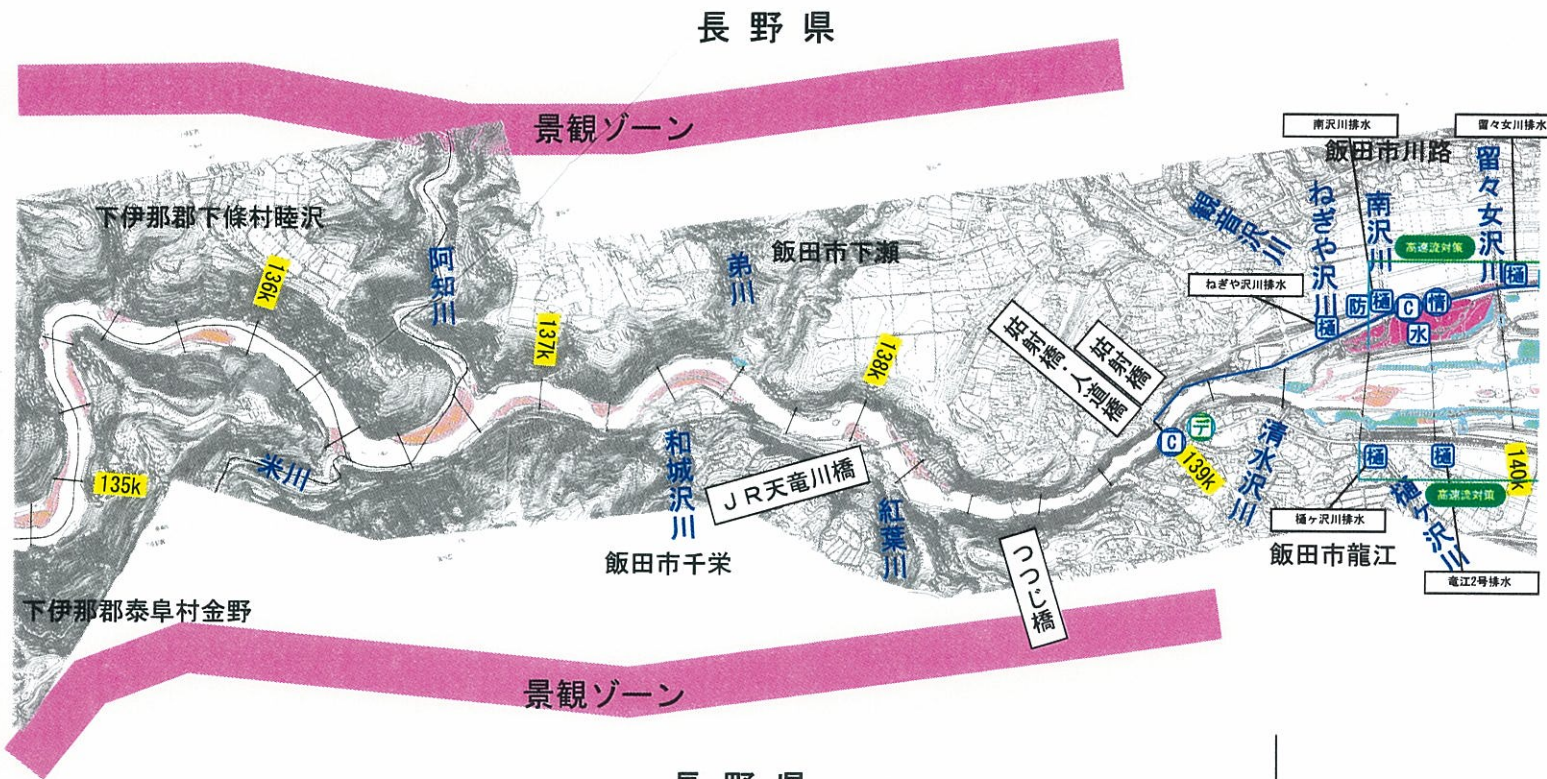 長野県
景観ゾーン
南沢川排水
留々女川排水
飯田市川路
留々女沢川
ねぎや沢川
南沢川
観音沢川
高速流対策
下伊那郡下條村睦沢
阿知川
飯田市下瀬
弟川
136k
ねぎや沢川排水
樋
防
樋
C
情
水
樋
137k
138k
姑射橋
姑射橋・人道橋
デ
C
139k
清水沢川
樋
樋
140k
高速流対策
135k
米川
和城沢川
JR天竜川橋
紅葉川
樋ヶ沢川排水
樋ヶ沢川
飯田市千栄
飯田市龍江
つつじ橋
竜江2号排水
下伊那郡泰阜村金野
景観ゾーン
長野県